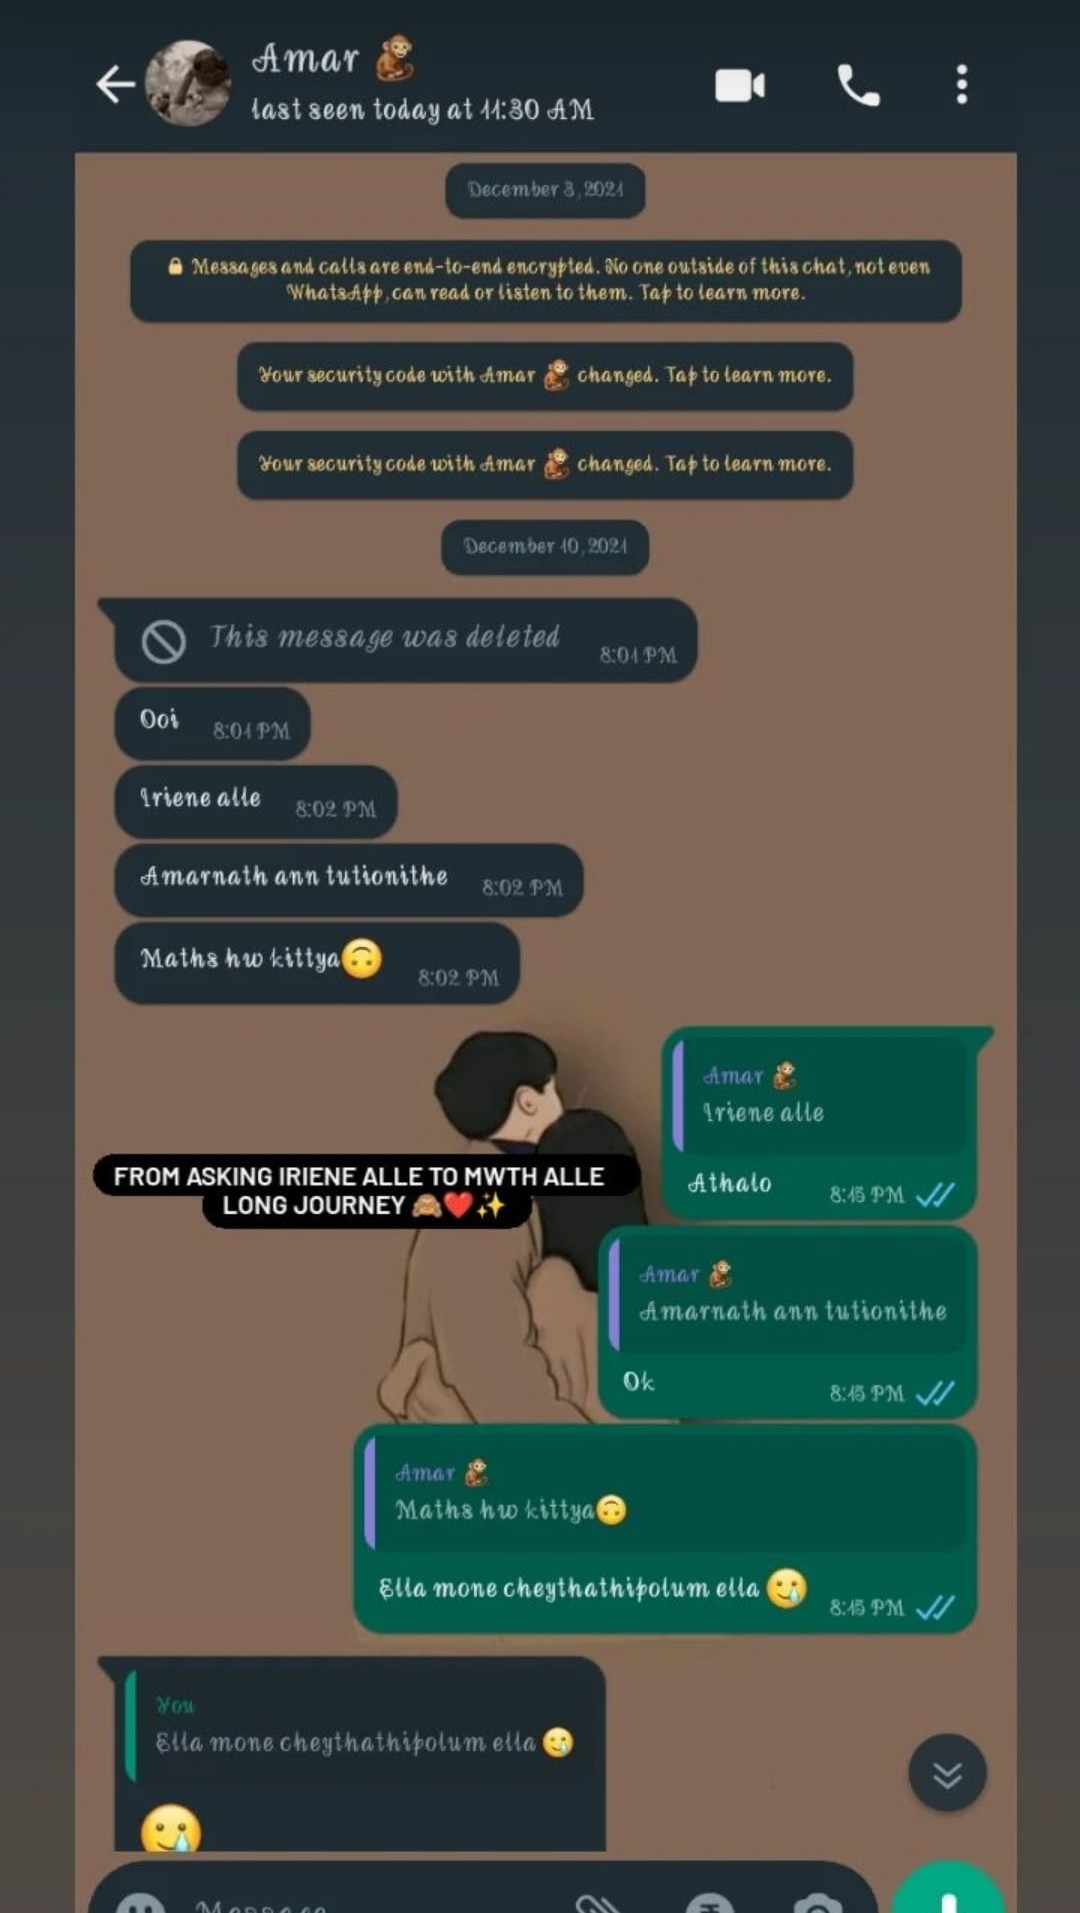 Amar 🐒
last seen today at 11:30 AM
December 3, 2021
🔒 Messages and calls are end-to-end encrypted. No one outside of this chat, not even
WhatsApp, can read or listen to them. Tap to learn more.
Your security code with Amar 🐒 changed. Tap to learn more.
Your security code with Amar 🐒 changed. Tap to learn more.
December 10, 2021
This message was deleted 8:01 PM
Ooi 8:01 PM
Iriene alle 8:02 PM
Amarnath ann tutionithe 8:02 PM
Maths hw kittya🙃 8:02 PM
Amar 🐒
Iriene alle
Athalo 8:15 PM
FROM ASKING IRIENE ALLE TO MWTH ALLE
LONG JOURNEY 🙈❤️✨
Amar 🐒
Amarnath ann tutionithe
Ok 8:15 PM
Amar 🐒
Maths hw kittya🙃
Ella mone cheythathipolum ella 🥲 8:15 PM
You
Ella mone cheythathipolum ella 🥲
🥲
Message